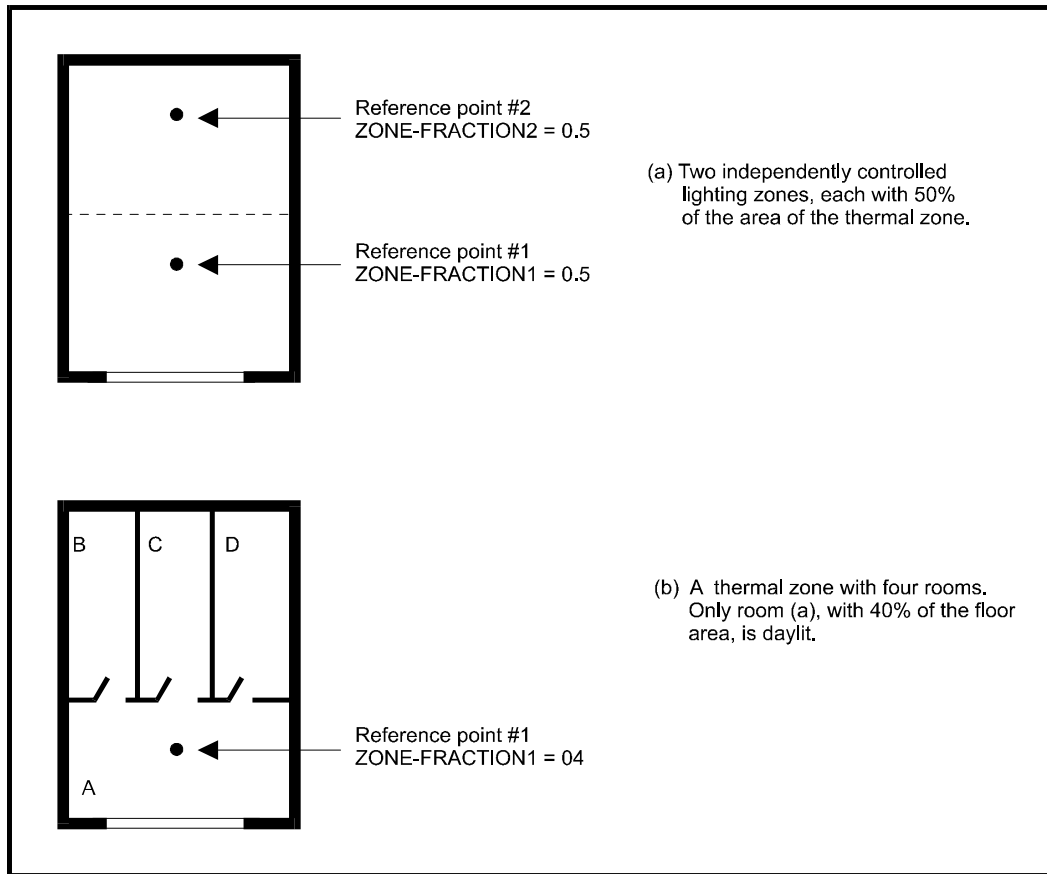 Reference point #2
ZONE-FRACTION2 = 0.5
(a) Two independently controlled
lighting zones, each with 50%
of the area of the thermal zone.
Reference point #1
ZONE-FRACTION1 = 0.5
B
C
D
(b) A thermal zone with four rooms.
Only room (a), with 40% of the floor
area, is daylit.
Reference point #1
ZONE-FRACTION1 = 04
A